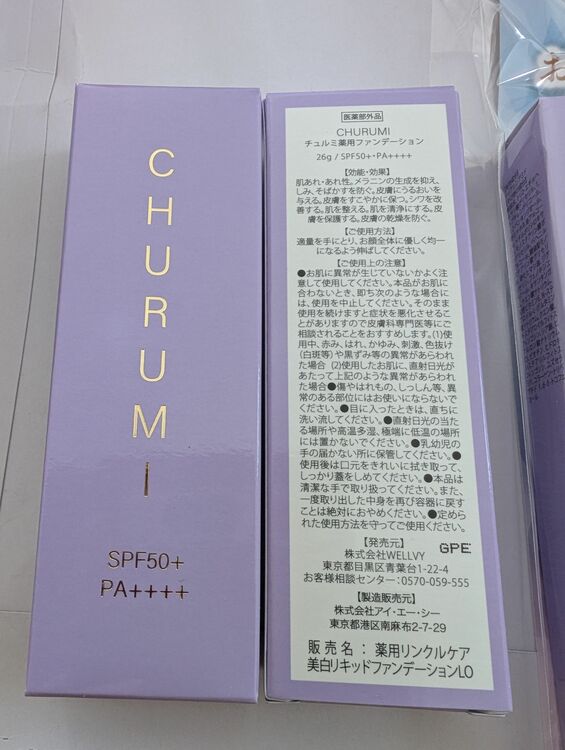 CHURUMI
SPF50+
PA++++
医薬部外品
CHURUMI
チュルミ薬用ファンデーション
26g / SPF50+・PA++++
【効能・効果】
肌あれ・あれ性。メラニンの生成を抑え、
しみ、そばかすを防ぐ。皮膚にうるおいを
与える。皮膚をすこやかに保つ。シワを改
善する。肌を整える。肌を清浄にする。皮
膚を保護する。皮膚の乾燥を防ぐ。
【ご使用方法】
適量を手にとり、お顔全体に優しく均一
になるよう伸ばしてください。
【ご使用上の注意】
●お肌に異常が生じていないかよく注
意して使用してください。本品がお肌に
合わないとき、即ち次のような場合に
は、使用を中止してください。そのまま
使用を続けますと症状を悪化させるこ
とがありますので皮膚科専門医等にご
相談されることをおすすめします。(1)使
用中、赤み、はれ、かゆみ、刺激、色抜け
(白斑等)や黒ずみ等の異常があらわれ
た場合 (2)使用したお肌に、直射日光が
あたって上記のような異常があらわれ
た場合●傷やはれもの、しっしん等、異
常のある部位にはお使いにならないで
ください。●目に入ったときは、直ちに
洗い流してください。●直射日光の当た
る場所や高温多湿、極端に低温の場所
には置かないでください。●乳幼児の
手の届かない所に保管してください。●
使用後は口元をきれいに拭き取って、
しっかり蓋をしめてください。●本品は
清潔な手で取り扱ってください。また、
一度取り出した中身を再び容器に戻す
ことは絶対におやめください。●定めら
れた使用方法を守ってご使用ください。
【発売元】
GPE
株式会社WELLVY
東京都目黒区青葉台1-22-4
お客様相談センター:0570-059-555
【製造販売元】
株式会社アイ・エー・シー
東京都港区南麻布2-7-29
販売名:薬用リンクルケア
美白リキッドファンデーションLO
お